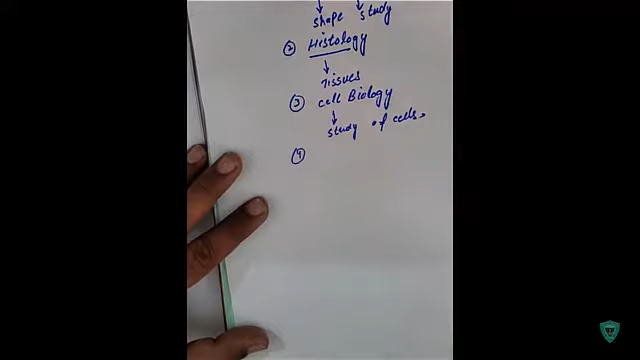 shape study
② Histology
Tissues
③ cell Biology
study of cells.
④